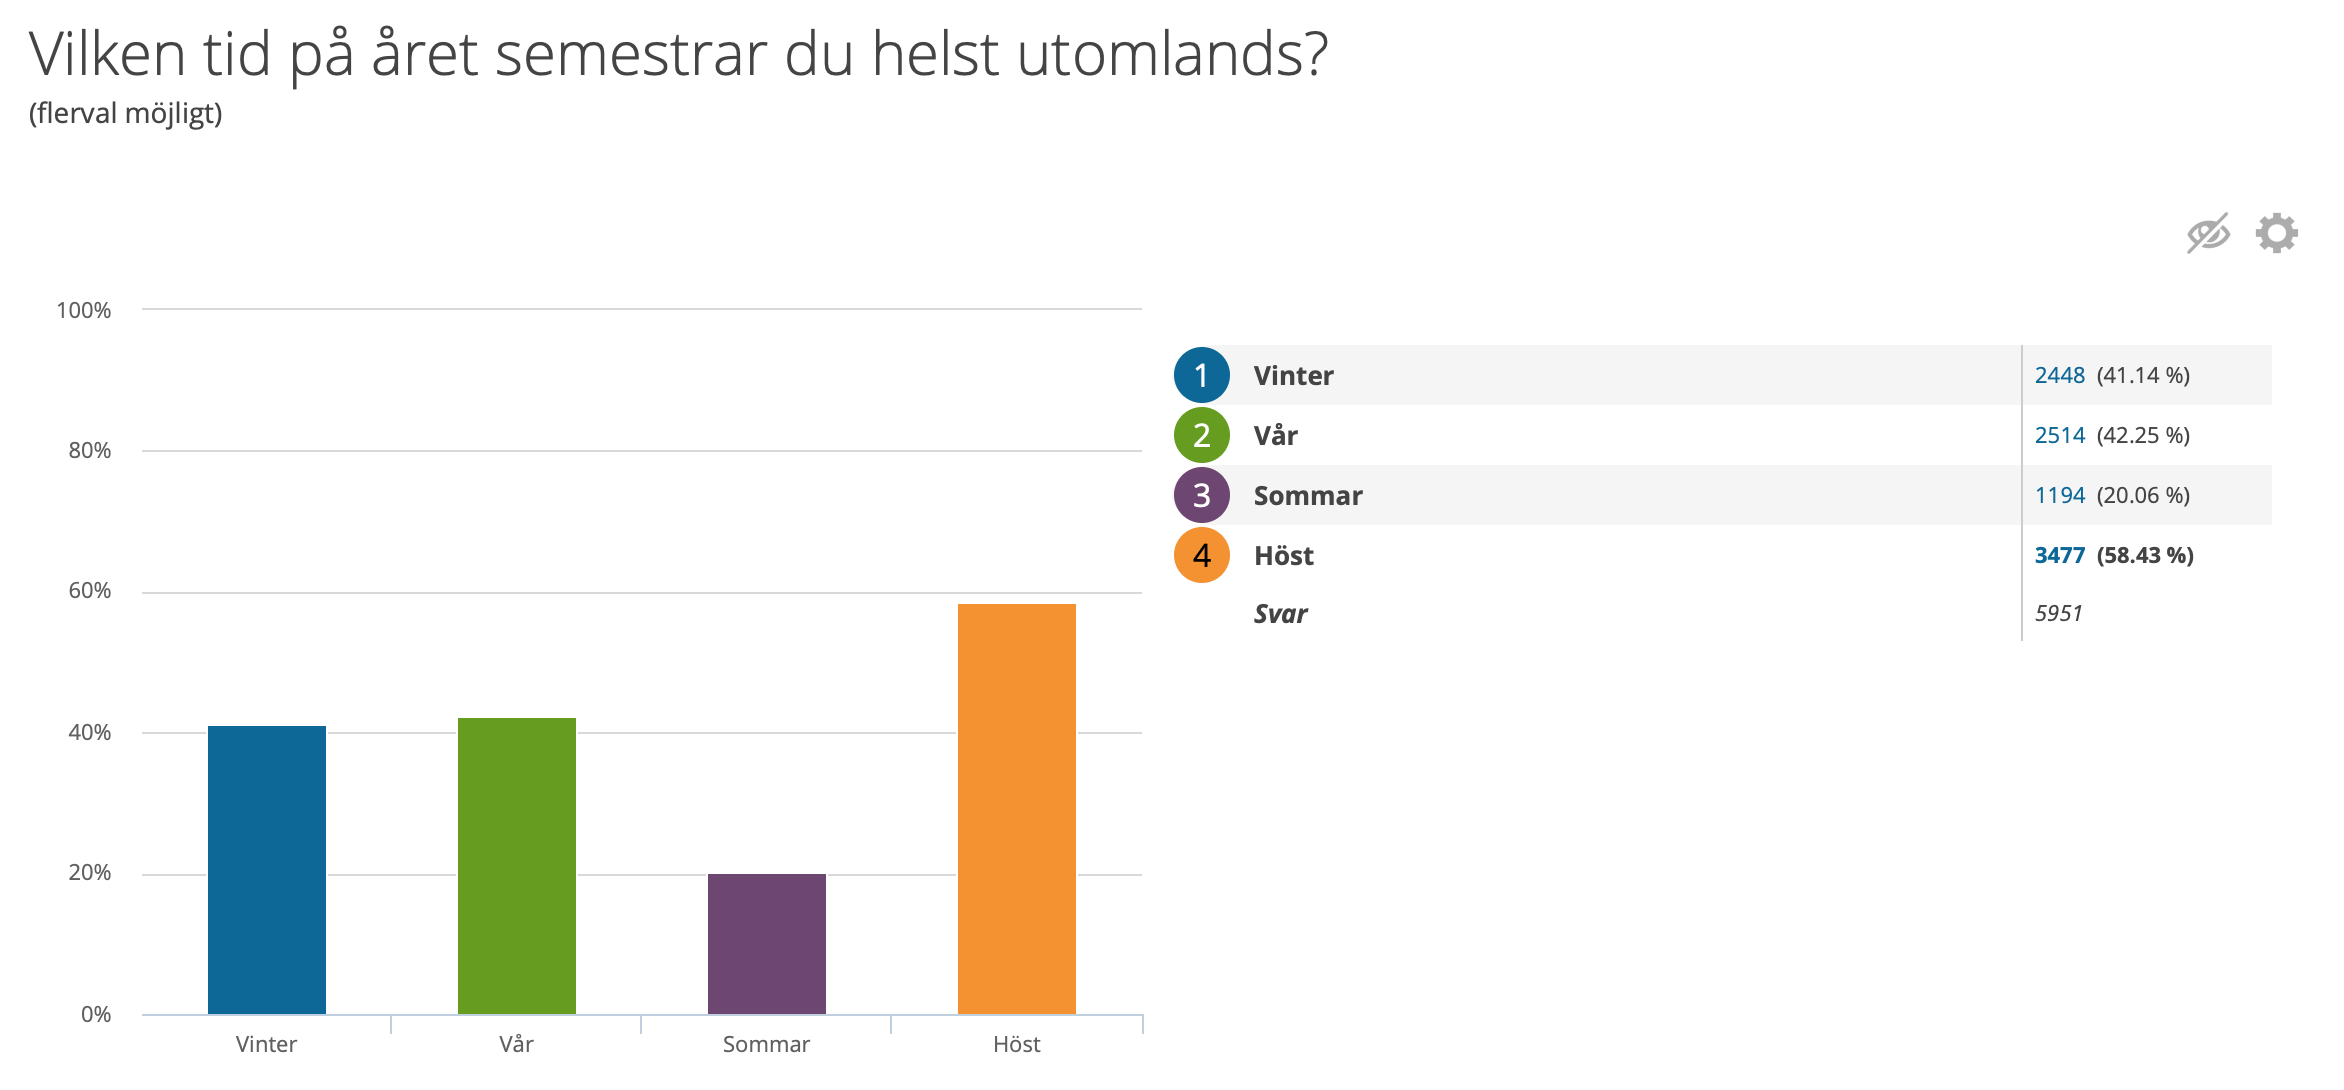 Vilken tid på året semestrar du helst utomlands?
(flerval möjligt)
100%
80%
60%
40%
20%
0%
Vinter
Vår
Sommar
Höst
1 Vinter 2448 (41.14 %)
2 Vår 2514 (42.25 %)
3 Sommar 1194 (20.06 %)
4 Höst 3477 (58.43 %)
Svar 5951